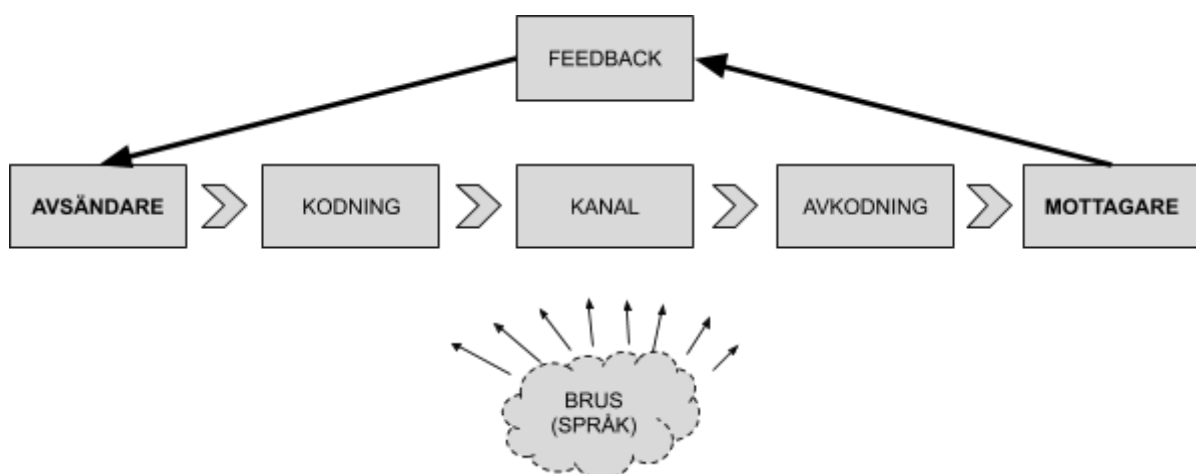 FEEDBACK
AVSÄNDARE
KODNING
KANAL
AVKODNING
MOTTAGARE
BRUS
(SPRÅK)